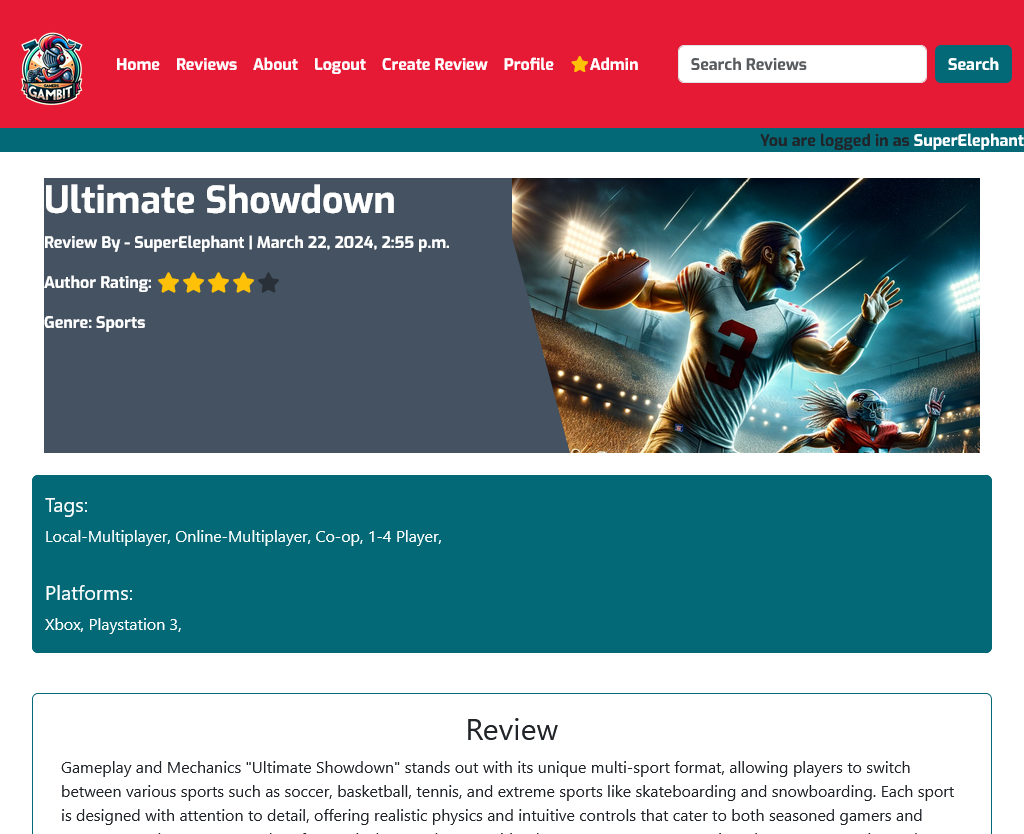 GAMBIT
Home Reviews About Logout Create Review Profile Admin
Search Reviews
Search
You are logged in as SuperElephant
Ultimate Showdown
Review By - SuperElephant | March 22, 2024, 2:55 p.m.
Author Rating:
Genre: Sports
3
Tags:
Local-Multiplayer, Online-Multiplayer, Co-op, 1-4 Player,
Platforms:
Xbox, Playstation 3,
Review
Gameplay and Mechanics "Ultimate Showdown" stands out with its unique multi-sport format, allowing players to switch
between various sports such as soccer, basketball, tennis, and extreme sports like skateboarding and snowboarding. Each sport
is designed with attention to detail, offering realistic physics and intuitive controls that cater to both seasoned gamers and